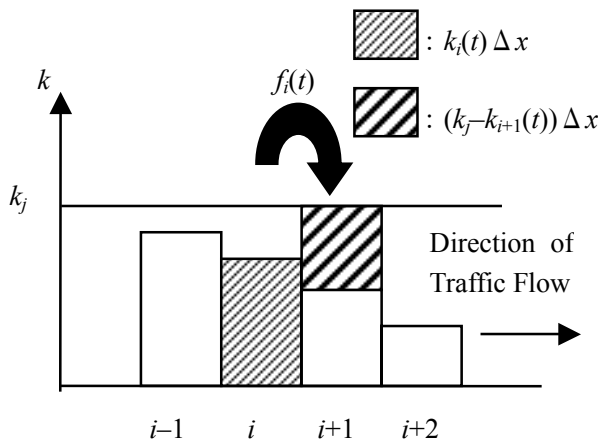 : kᵢ(t) Δx
fᵢ(t)
k
: (kⱼ–kᵢ₊₁(t)) Δx
kⱼ
Direction of
Traffic Flow
i–1 i i+1 i+2